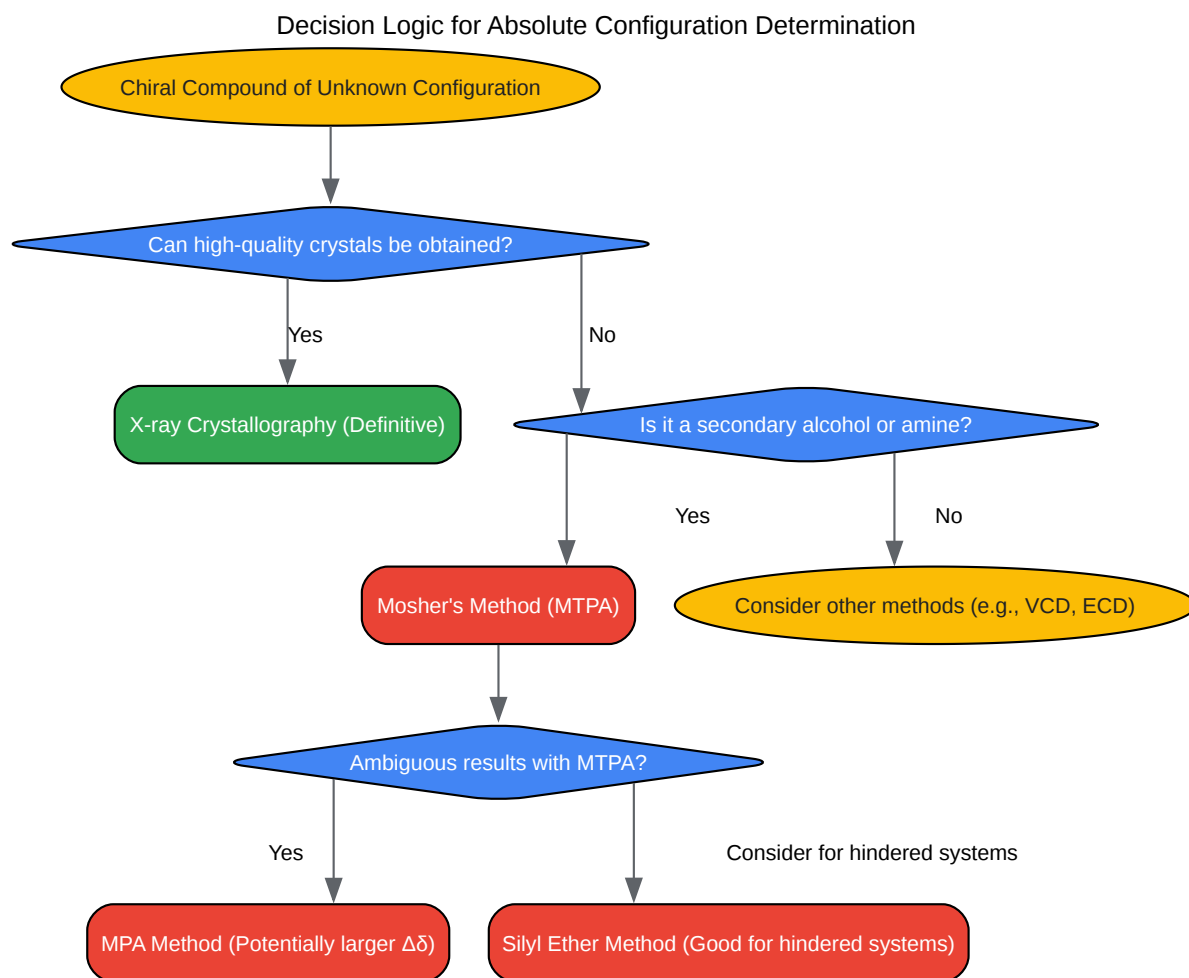 Decision Logic for Absolute Configuration Determination
Chiral Compound of Unknown Configuration
Can high-quality crystals be obtained?
Yes
No
X-ray Crystallography (Definitive)
Is it a secondary alcohol or amine?
Yes
No
Mosher's Method (MTPA)
Consider other methods (e.g., VCD, ECD)
Ambiguous results with MTPA?
Yes
Consider for hindered systems
MPA Method (Potentially larger Δδ)
Silyl Ether Method (Good for hindered systems)